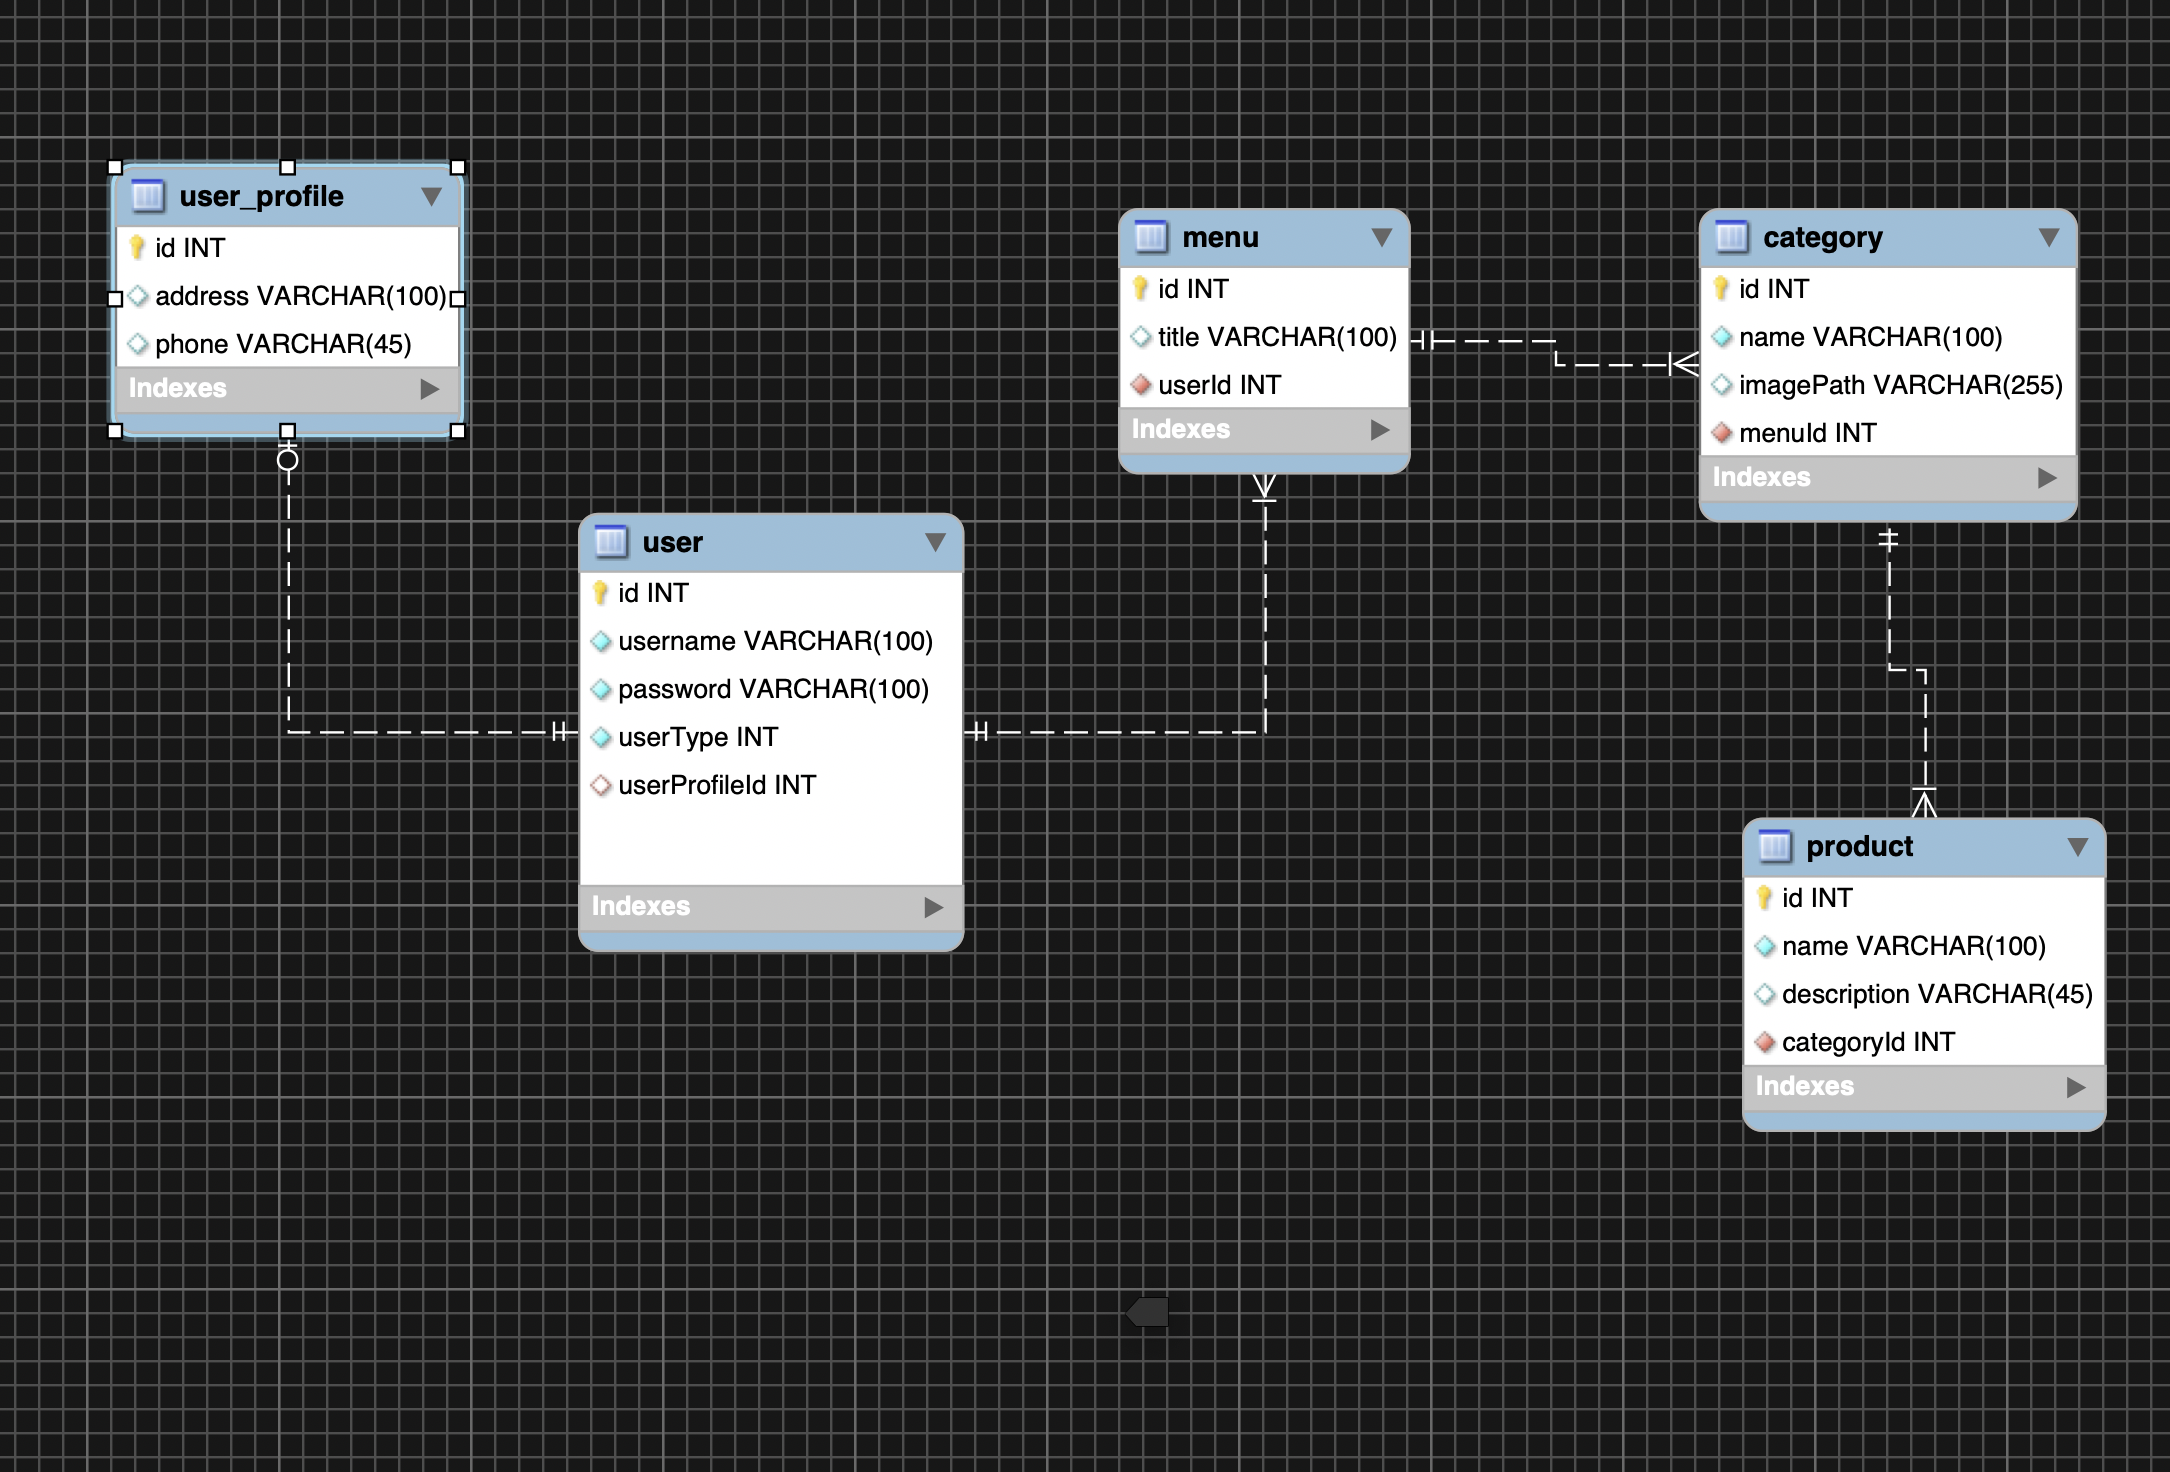 user_profile
id INT
address VARCHAR(100)
phone VARCHAR(45)
Indexes
user
id INT
username VARCHAR(100)
password VARCHAR(100)
userType INT
userProfileId INT
Indexes
menu
id INT
title VARCHAR(100)
userId INT
Indexes
category
id INT
name VARCHAR(100)
imagePath VARCHAR(255)
menuId INT
Indexes
product
id INT
name VARCHAR(100)
description VARCHAR(45)
categoryId INT
Indexes